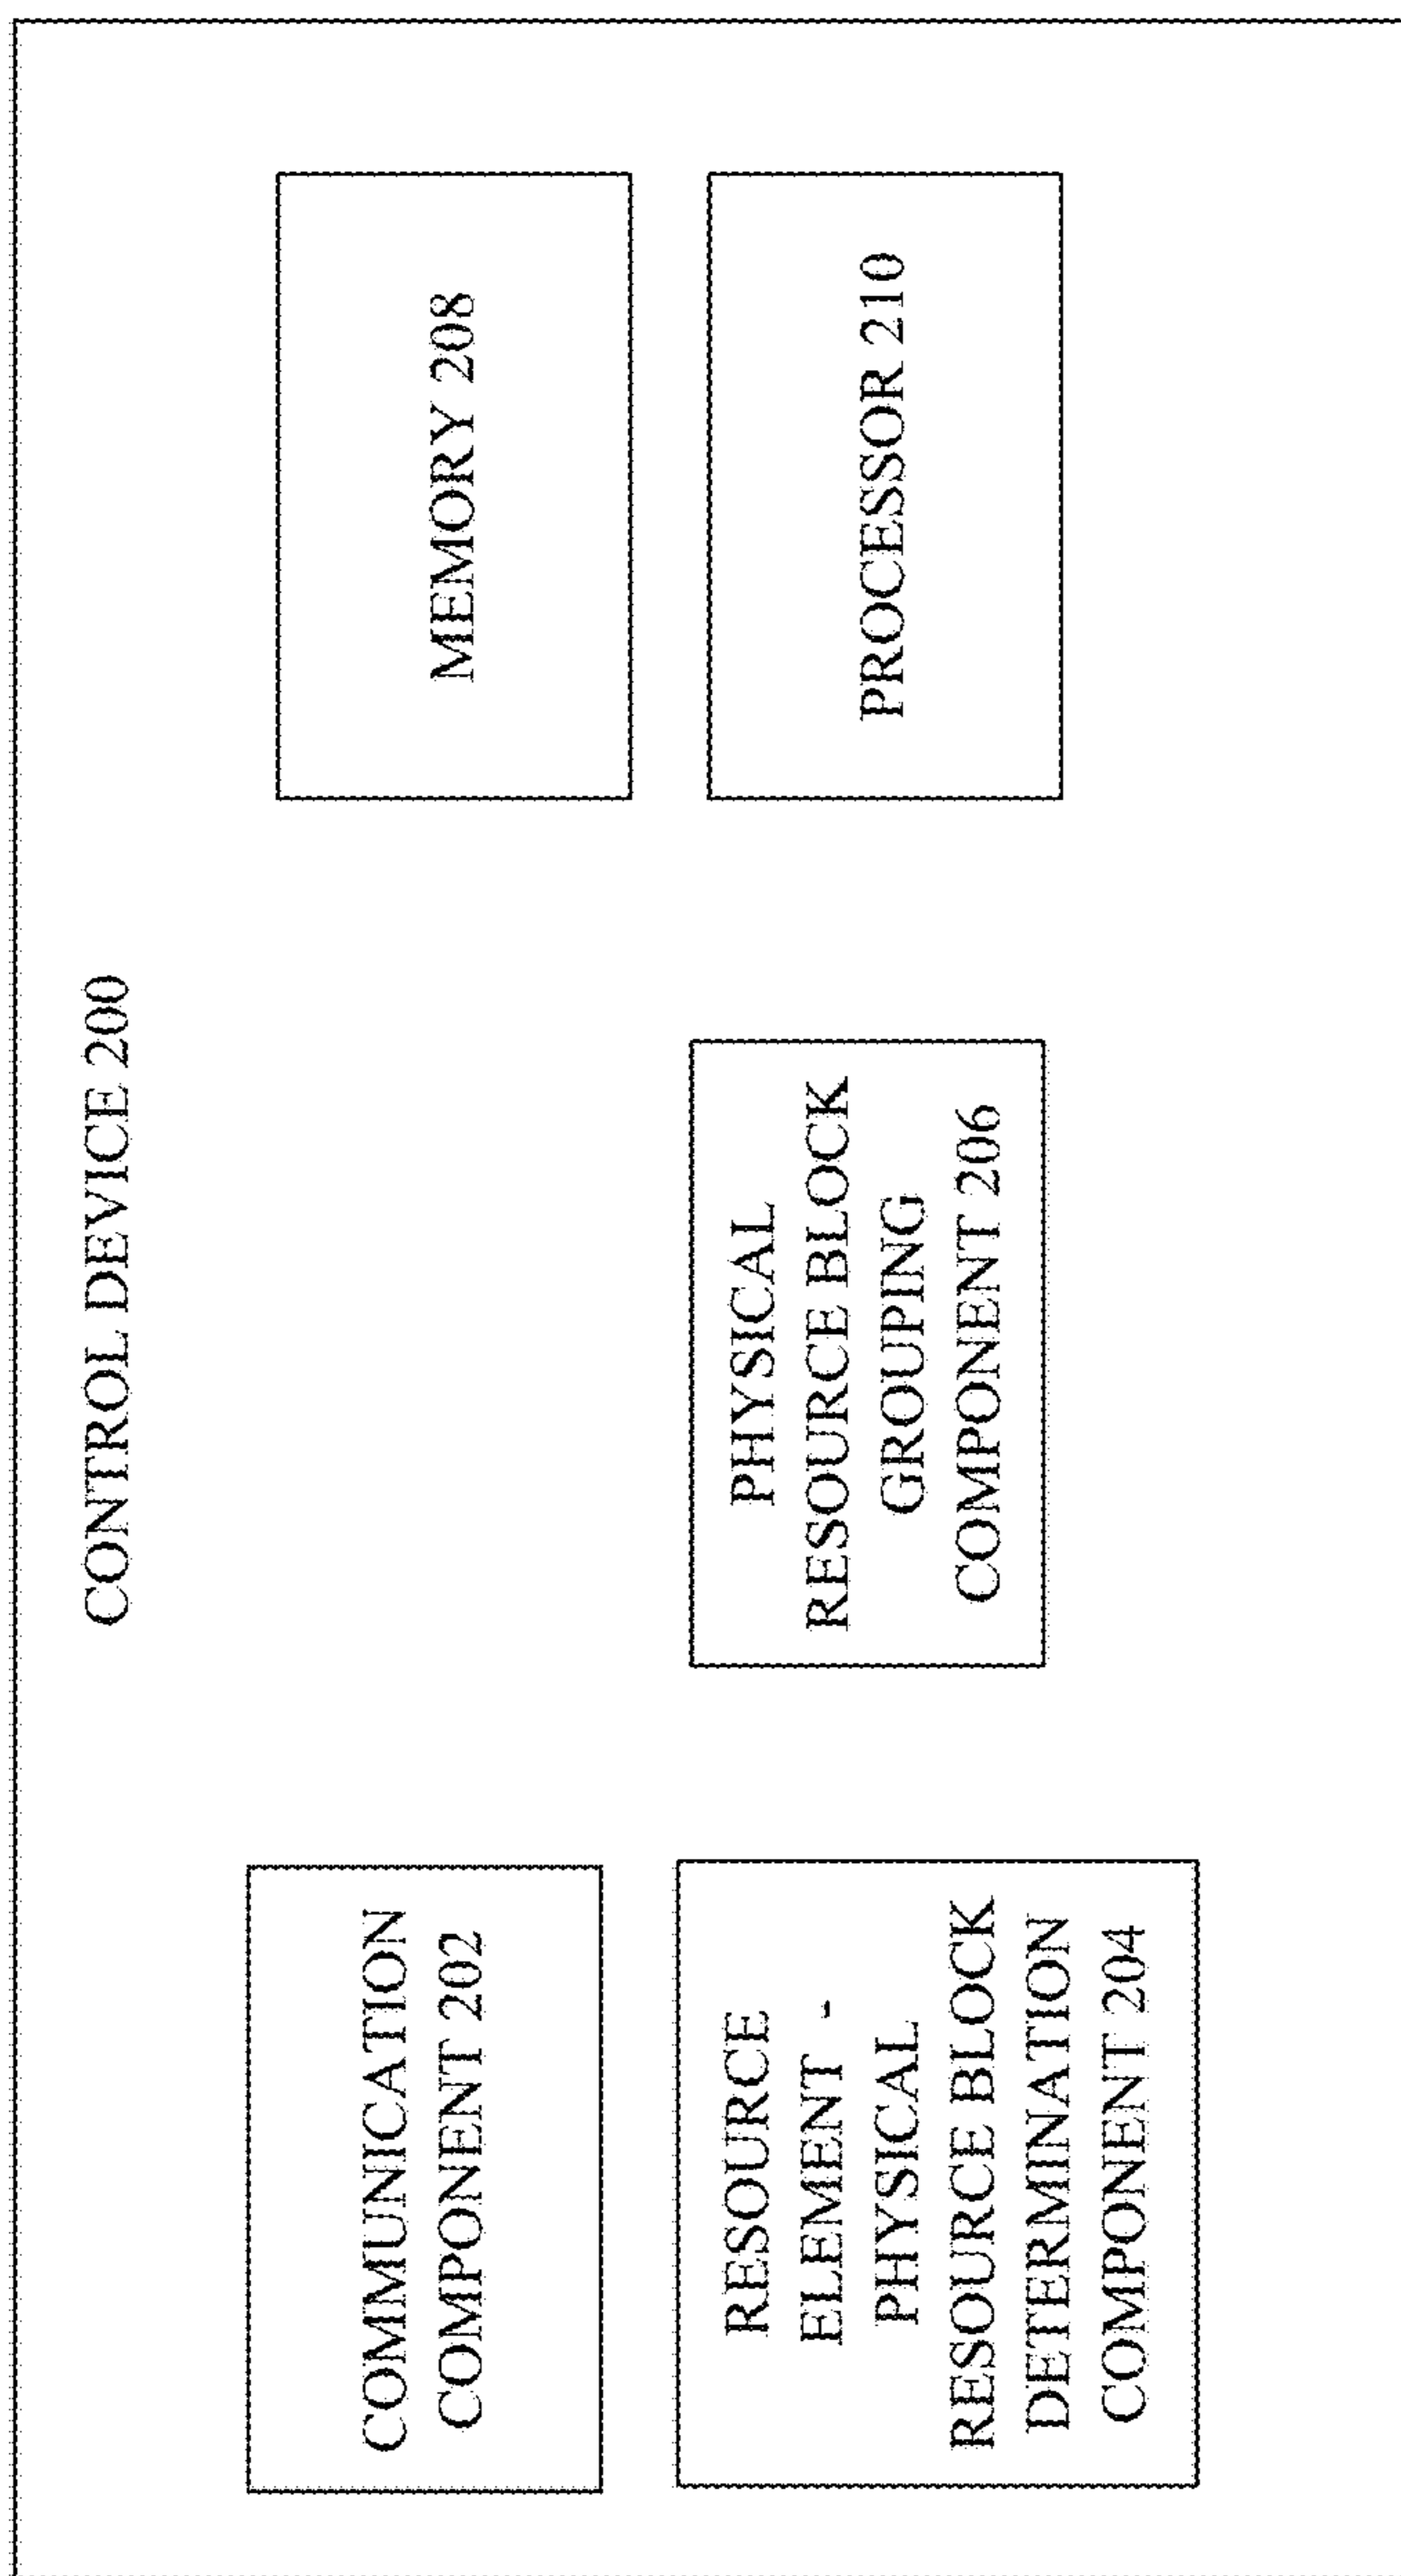 CONTROL DEVICE 200
COMMUNICATION
COMPONENT 202
MEMORY 208
RESOURCE
ELEMENT -
PHYSICAL
RESOURCE BLOCK
DETERMINATION
COMPONENT 204
PHYSICAL
RESOURCE BLOCK
GROUPING
COMPONENT 206
PROCESSOR 210